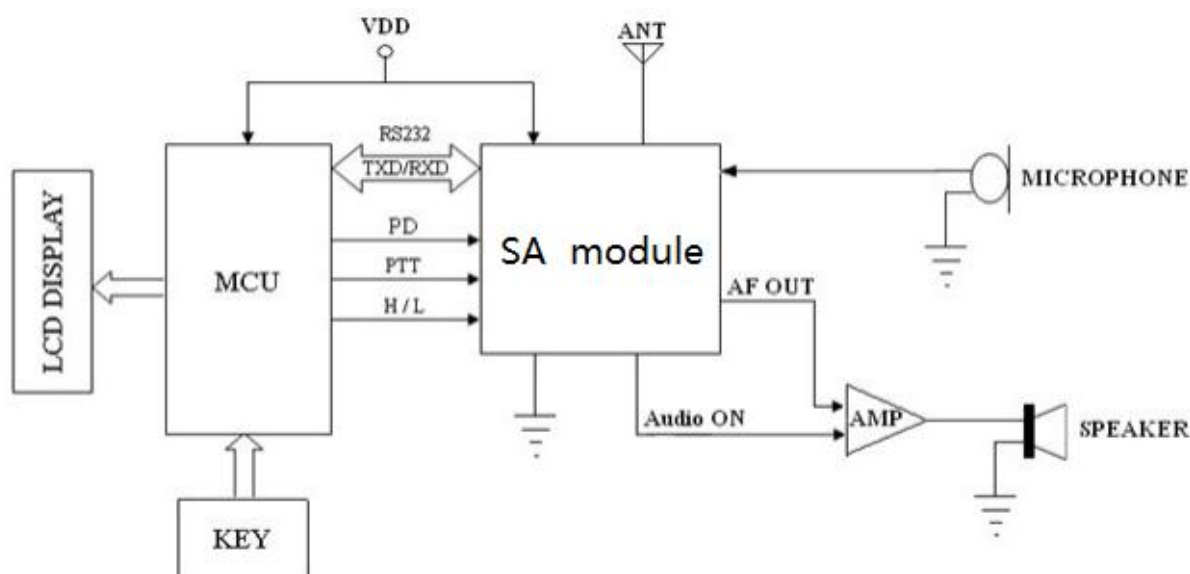 VDD
ANT
RS232
TXD/RXD
MICROPHONE
PD
SA module
LCD DISPLAY
MCU
PTT
AF OUT
H / L
Audio ON
AMP
SPEAKER
KEY